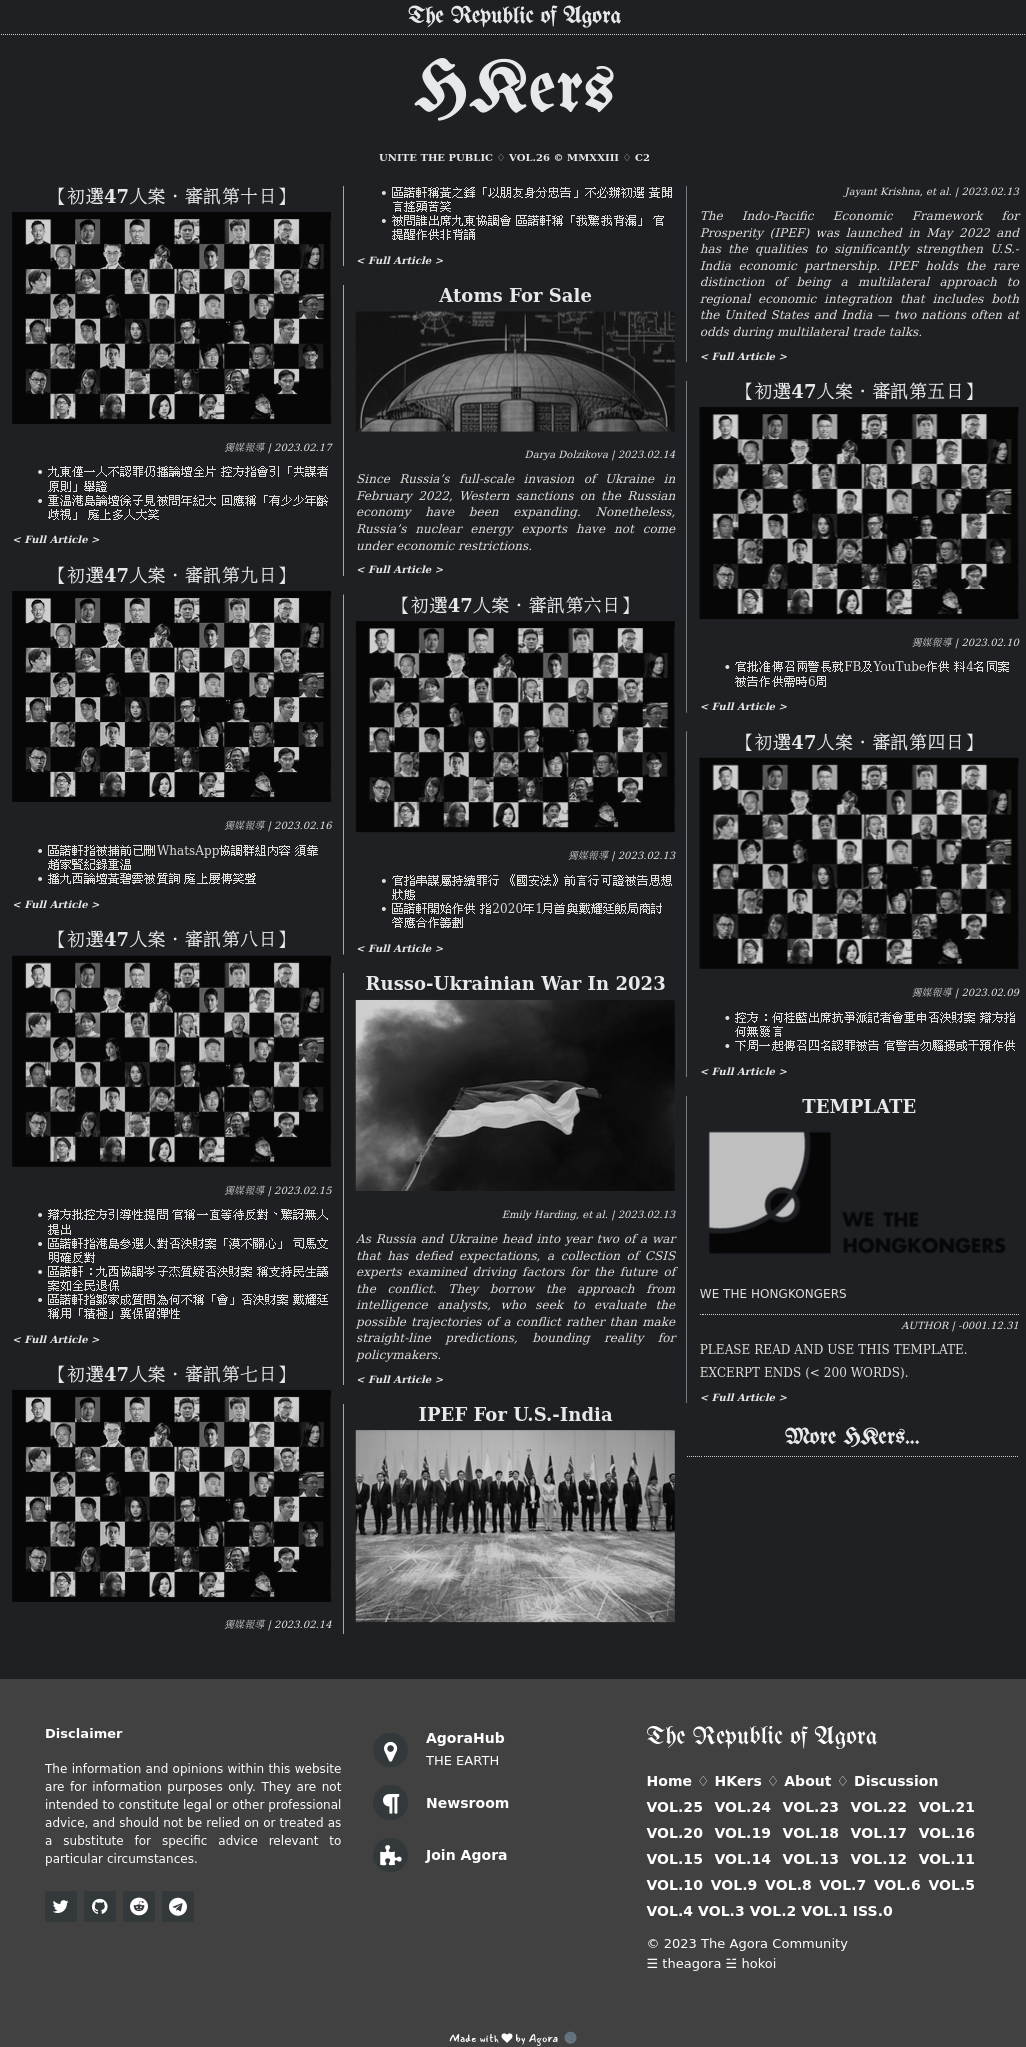 The Republic of Agora
HKers
UNITE THE PUBLIC ♢ VOL.26 © MMXXIII ♢ C2
【初選47人案・審訊第十日】
獨媒報導 | 2023.02.17
• 九東僅一人不認罪仍播論壇全片 控方指會引「共謀者
原則」舉證
• 重溫港島論壇徐子見被問年紀大 回應稱「有少少年齡
歧視」 庭上多人大笑
< Full Article >
【初選47人案・審訊第九日】
獨媒報導 | 2023.02.16
• 區諾軒指被捕前已刪WhatsApp協調群組內容 須靠
趙家賢紀錄重溫
• 播九西論壇黃碧雲被質詢 庭上屢傳笑聲
< Full Article >
【初選47人案・審訊第八日】
獨媒報導 | 2023.02.15
• 辯方批控方引導性提問 官稱一直等待反對、驚訝無人
提出
• 區諾軒指港島參選人對否決財案「漠不關心」 司馬文
明確反對
• 區諾軒：九西協調岑子杰質疑否決財案 稱支持民生議
案如全民退保
• 區諾軒指鄒家成質問為何不稱「會」否決財案 戴耀廷
稱用「積極」冀保留彈性
< Full Article >
【初選47人案・審訊第七日】
獨媒報導 | 2023.02.14
• 區諾軒稱黃之鋒「以朋友身分忠告」不必辦初選 黃聞
言搖頭苦笑
• 被問誰出席九東協調會 區諾軒稱「我驚我背漏」 官
提醒作供非背誦
< Full Article >
Atoms For Sale
Darya Dolzikova | 2023.02.14
Since Russia’s full-scale invasion of Ukraine in
February 2022, Western sanctions on the Russian
economy have been expanding. Nonetheless,
Russia’s nuclear energy exports have not come
under economic restrictions.
< Full Article >
【初選47人案・審訊第六日】
獨媒報導 | 2023.02.13
• 官指串謀屬持續罪行 《國安法》前言行可證被告思想
狀態
• 區諾軒開始作供 指2020年1月首與戴耀廷飯局商討
答應合作籌劃
< Full Article >
Russo-Ukrainian War In 2023
Emily Harding, et al. | 2023.02.13
As Russia and Ukraine head into year two of a war
that has defied expectations, a collection of CSIS
experts examined driving factors for the future of
the conflict. They borrow the approach from
intelligence analysts, who seek to evaluate the
possible trajectories of a conflict rather than make
straight-line predictions, bounding reality for
policymakers.
< Full Article >
IPEF For U.S.-India
Jayant Krishna, et al. | 2023.02.13
The Indo-Pacific Economic Framework for
Prosperity (IPEF) was launched in May 2022 and
has the qualities to significantly strengthen U.S.-
India economic partnership. IPEF holds the rare
distinction of being a multilateral approach to
regional economic integration that includes both
the United States and India — two nations often at
odds during multilateral trade talks.
< Full Article >
【初選47人案・審訊第五日】
獨媒報導 | 2023.02.10
• 官批准傳召兩警長就FB及YouTube作供 料4名同案
被告作供需時6周
< Full Article >
【初選47人案・審訊第四日】
獨媒報導 | 2023.02.09
• 控方：何桂藍出席抗爭派記者會重申否決財案 辯方指
何無發言
• 下周一起傳召四名認罪被告 官警告勿騷擾或干預作供
< Full Article >
TEMPLATE
WE THE
HONGKONGERS
WE THE HONGKONGERS
AUTHOR | -0001.12.31
PLEASE READ AND USE THIS TEMPLATE.
EXCERPT ENDS (< 200 WORDS).
< Full Article >
More HKers...
Disclaimer
The information and opinions within this website
are for information purposes only. They are not
intended to constitute legal or other professional
advice, and should not be relied on or treated as
a substitute for specific advice relevant to
particular circumstances.
AgoraHub
THE EARTH
Newsroom
Join Agora
The Republic of Agora
Home ♢ HKers ♢ About ♢ Discussion
VOL.25 VOL.24 VOL.23 VOL.22 VOL.21
VOL.20 VOL.19 VOL.18 VOL.17 VOL.16
VOL.15 VOL.14 VOL.13 VOL.12 VOL.11
VOL.10 VOL.9 VOL.8 VOL.7 VOL.6 VOL.5
VOL.4 VOL.3 VOL.2 VOL.1 ISS.0
© 2023 The Agora Community
☰ theagora ☱ hokoi
Made with ♥ by Agora